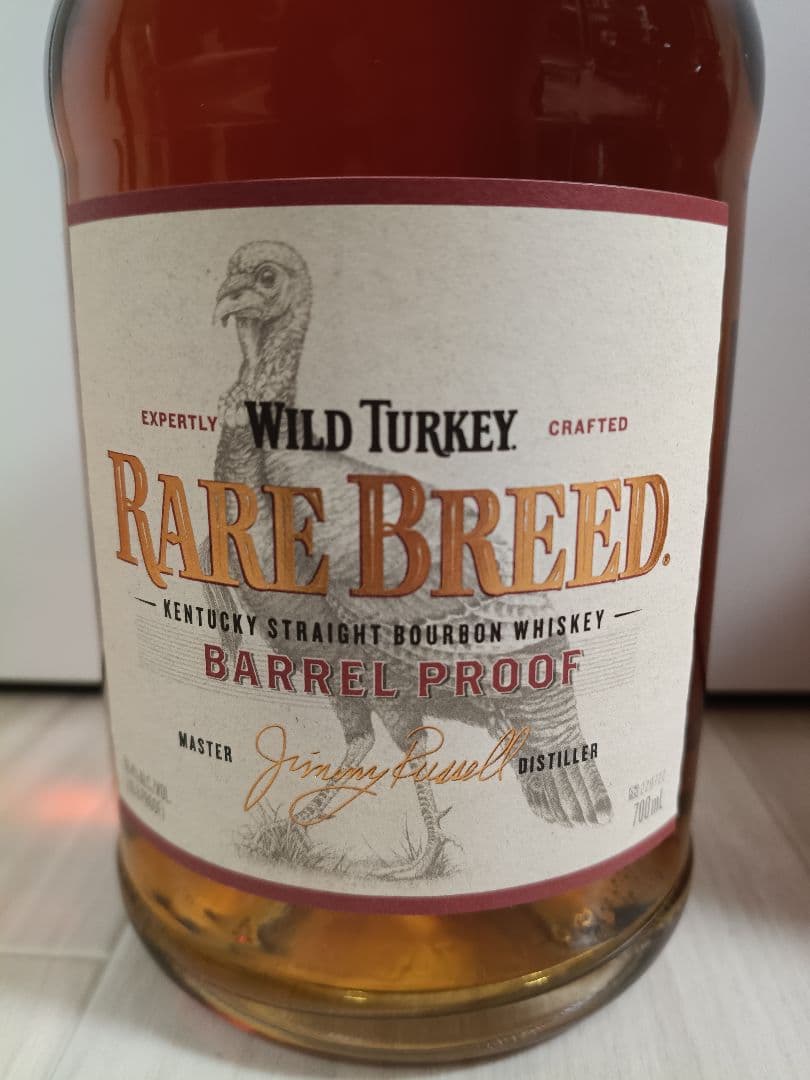 EXPERTLY WILD TURKEY. CRAFTED
RARE BREED.
KENTUCKY STRAIGHT BOURBON WHISKEY
BARREL PROOF
MASTER Jimmy Russell DISTILLER
700 mL